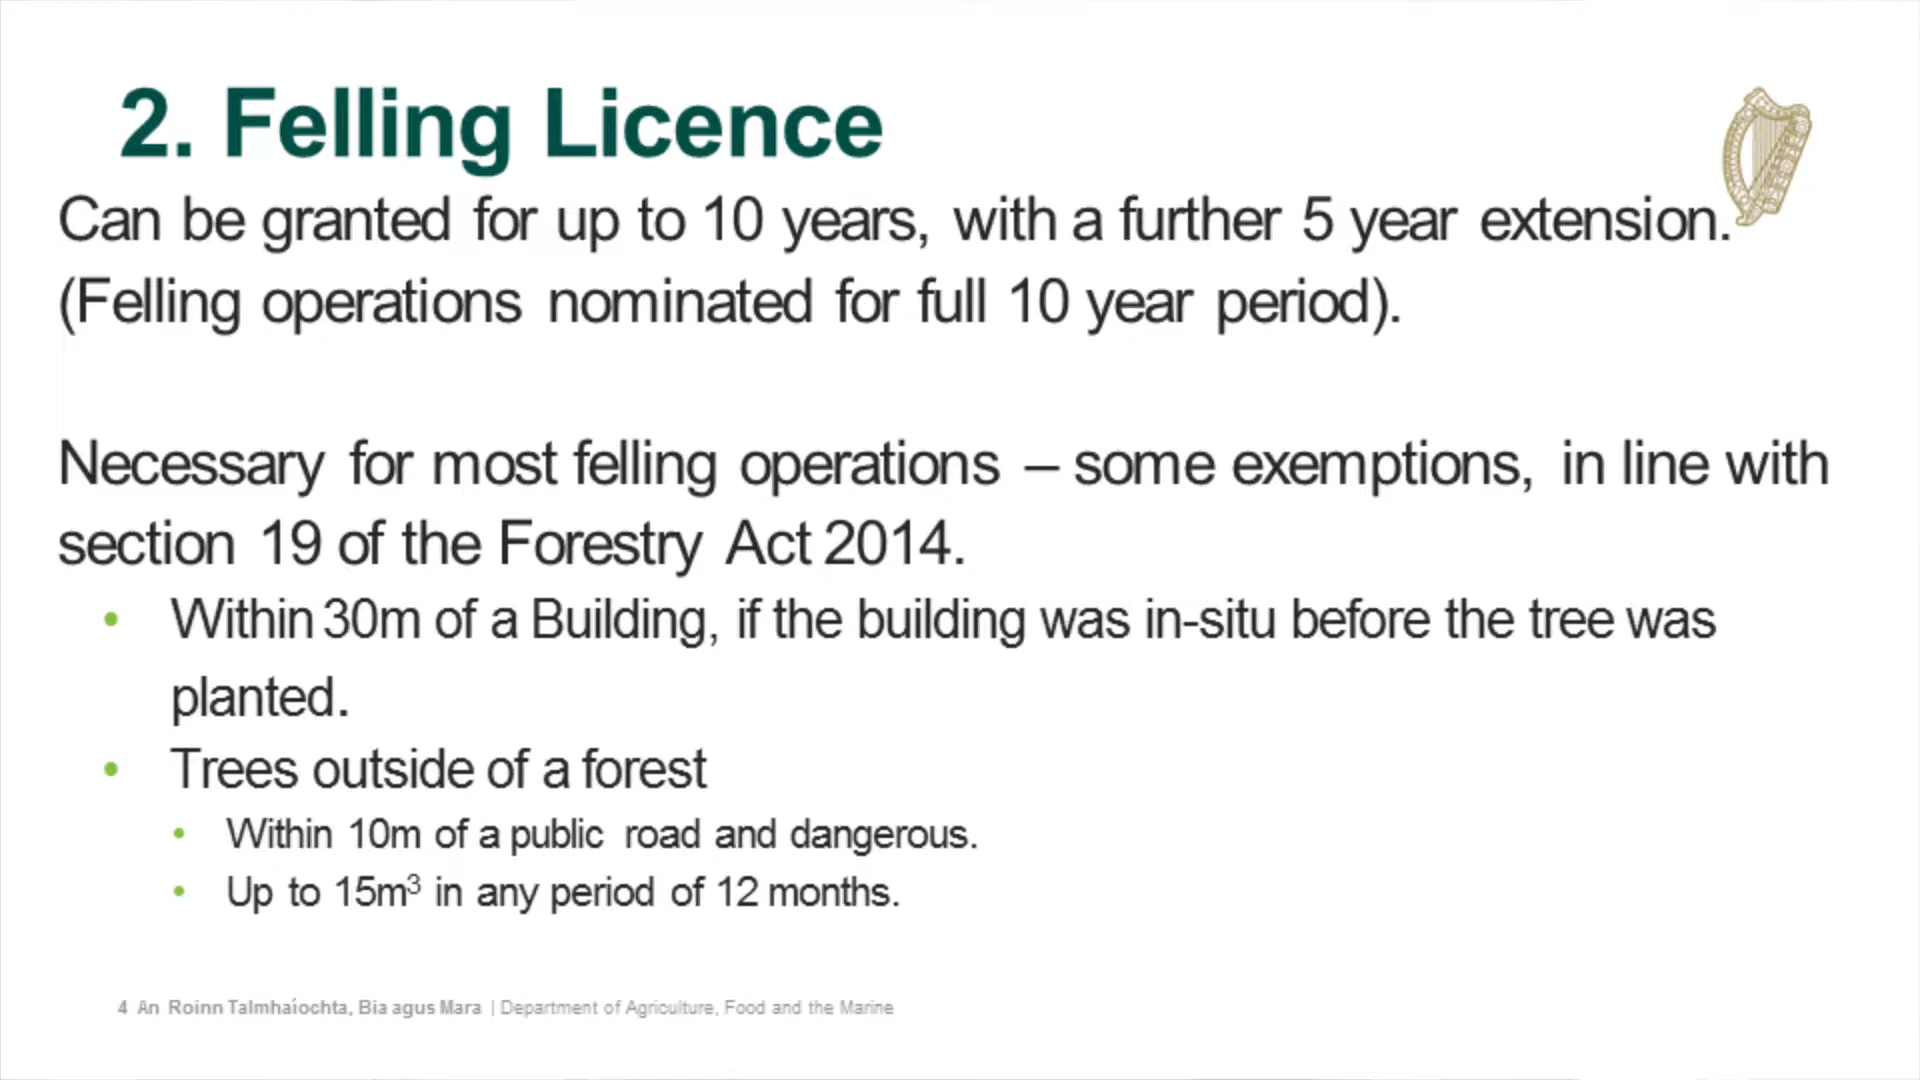 2. Felling Licence
Can be granted for up to 10 years, with a further 5 year extension.
(Felling operations nominated for full 10 year period).
Necessary for most felling operations – some exemptions, in line with
section 19 of the Forestry Act 2014.
• Within 30m of a Building, if the building was in-situ before the tree was
planted.
• Trees outside of a forest
• Within 10m of a public road and dangerous.
• Up to 15m³ in any period of 12 months.
4 An Roinn Talmhaíochta, Bia agus Mara | Department of Agriculture, Food and the Marine